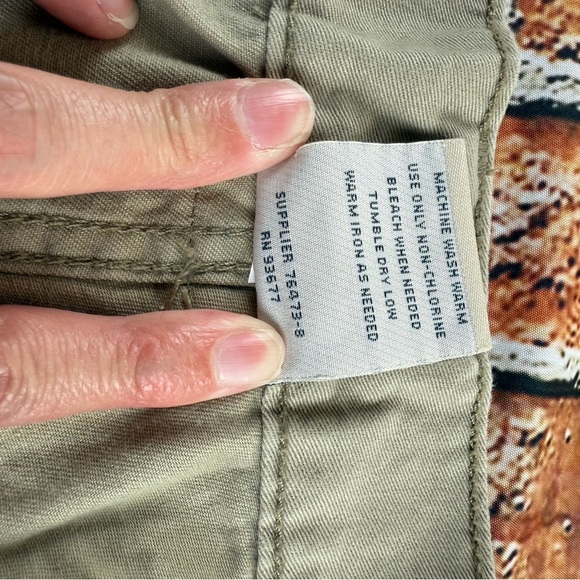 MACHINE WASH WARM
USE ONLY NON-CHLORINE
BLEACH WHEN NEEDED
TUMBLE DRY LOW
WARM IRON AS NEEDED
SUPPLIER 76473-8
RN 93677